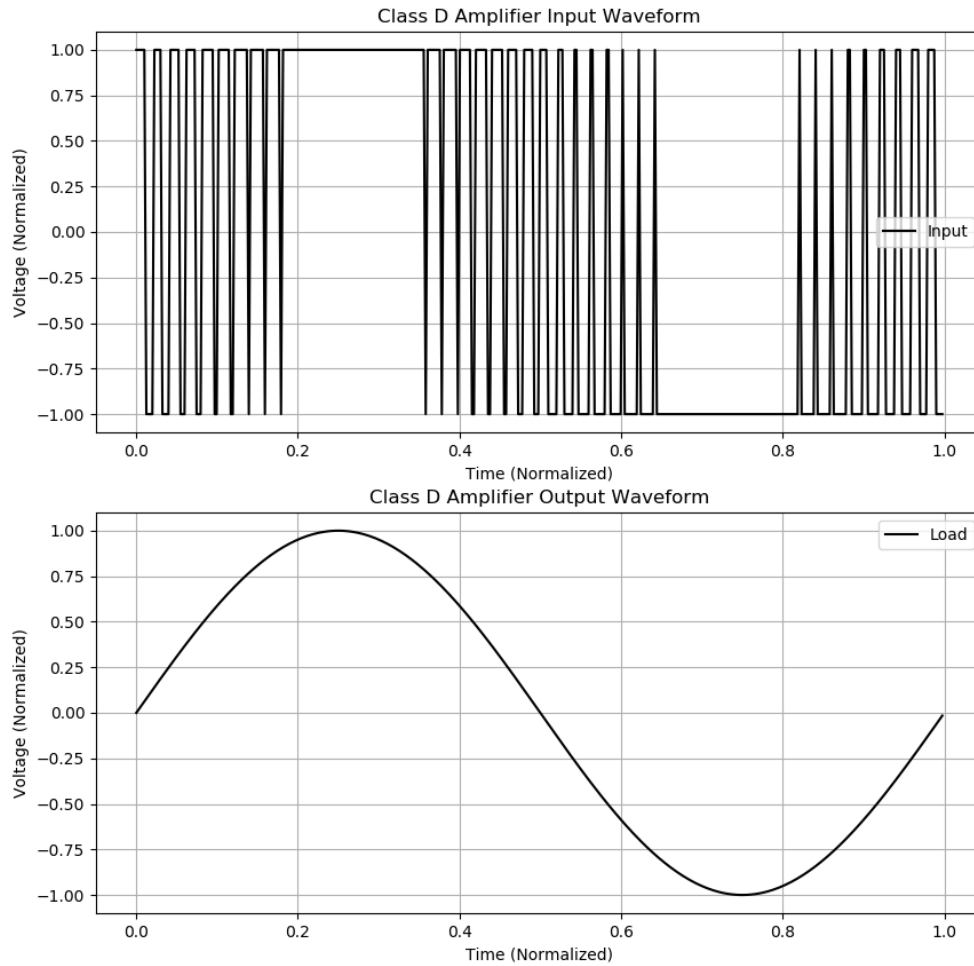 Class D Amplifier Input Waveform
1.00
0.75
0.50
0.25
0.00
−0.25
−0.50
−0.75
−1.00
Voltage (Normalized)
Input
0.0 0.2 0.4 0.6 0.8 1.0
Time (Normalized)
Class D Amplifier Output Waveform
1.00
0.75
0.50
0.25
0.00
−0.25
−0.50
−0.75
−1.00
Voltage (Normalized)
Load
0.0 0.2 0.4 0.6 0.8 1.0
Time (Normalized)